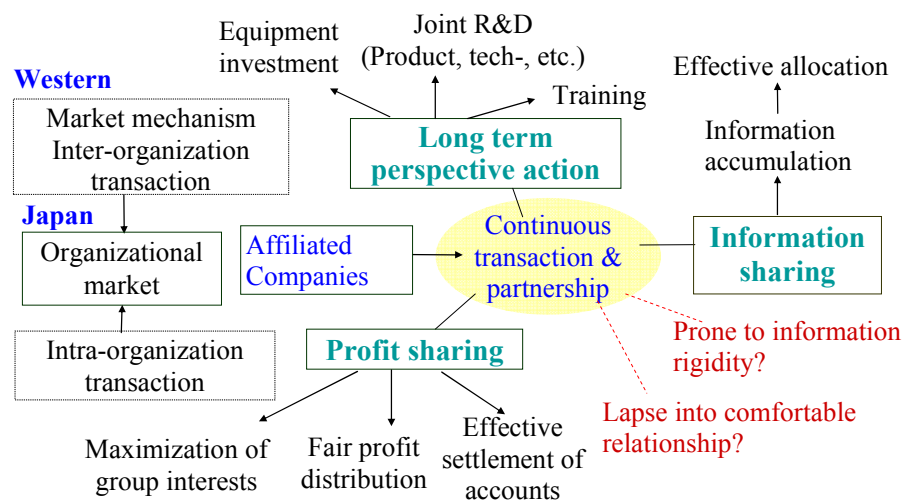 Western
Market mechanism
Inter-organization
transaction
Japan
Organizational
market
Intra-organization
transaction
Equipment
investment
Joint R&D
(Product, tech-, etc.)
Training
Long term
perspective action
Effective allocation
Information
accumulation
Affiliated
Companies
Continuous
transaction &
partnership
Information
sharing
Profit sharing
Prone to information
rigidity?
Lapse into comfortable
relationship?
Maximization of
group interests
Fair profit
distribution
Effective
settlement of
accounts